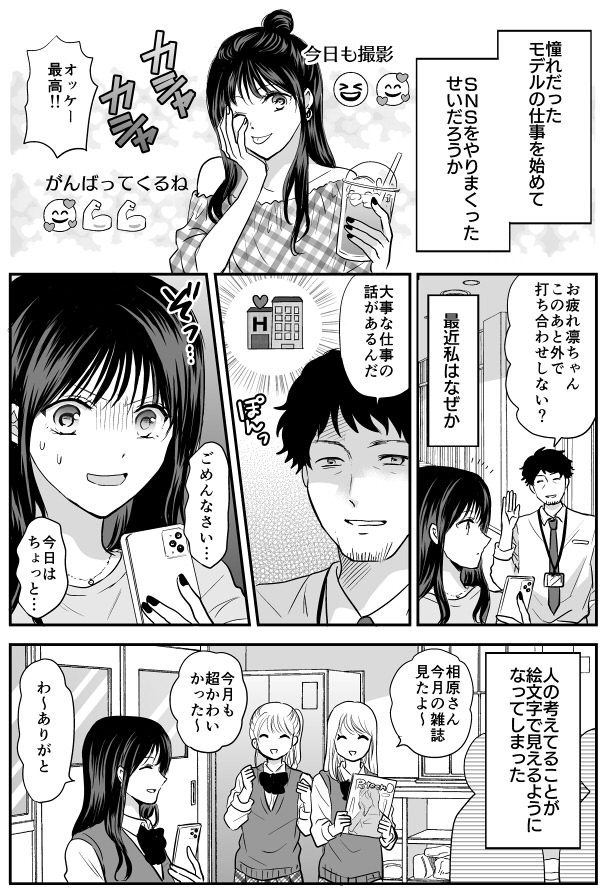 憧れだった
モデルの仕事を始めて
SNSをやりまくった
せいだろうか
今日も撮影
カシャ
カシャ
オッケー
最高!!
がんばってくるね
お疲れ凛ちゃん
このあと外で
打ち合わせしない?
最近私はなぜか
大事な仕事の
話があるんだ
H
ぽんっ
ぞっ…
ごめんなさい…
今日は
ちょっと…
人の考えてることが
絵文字で見えるように
なってしまった
相原さん
今月の雑誌
見たよ~
今月も
超かわい
かった~
わ~ありがと